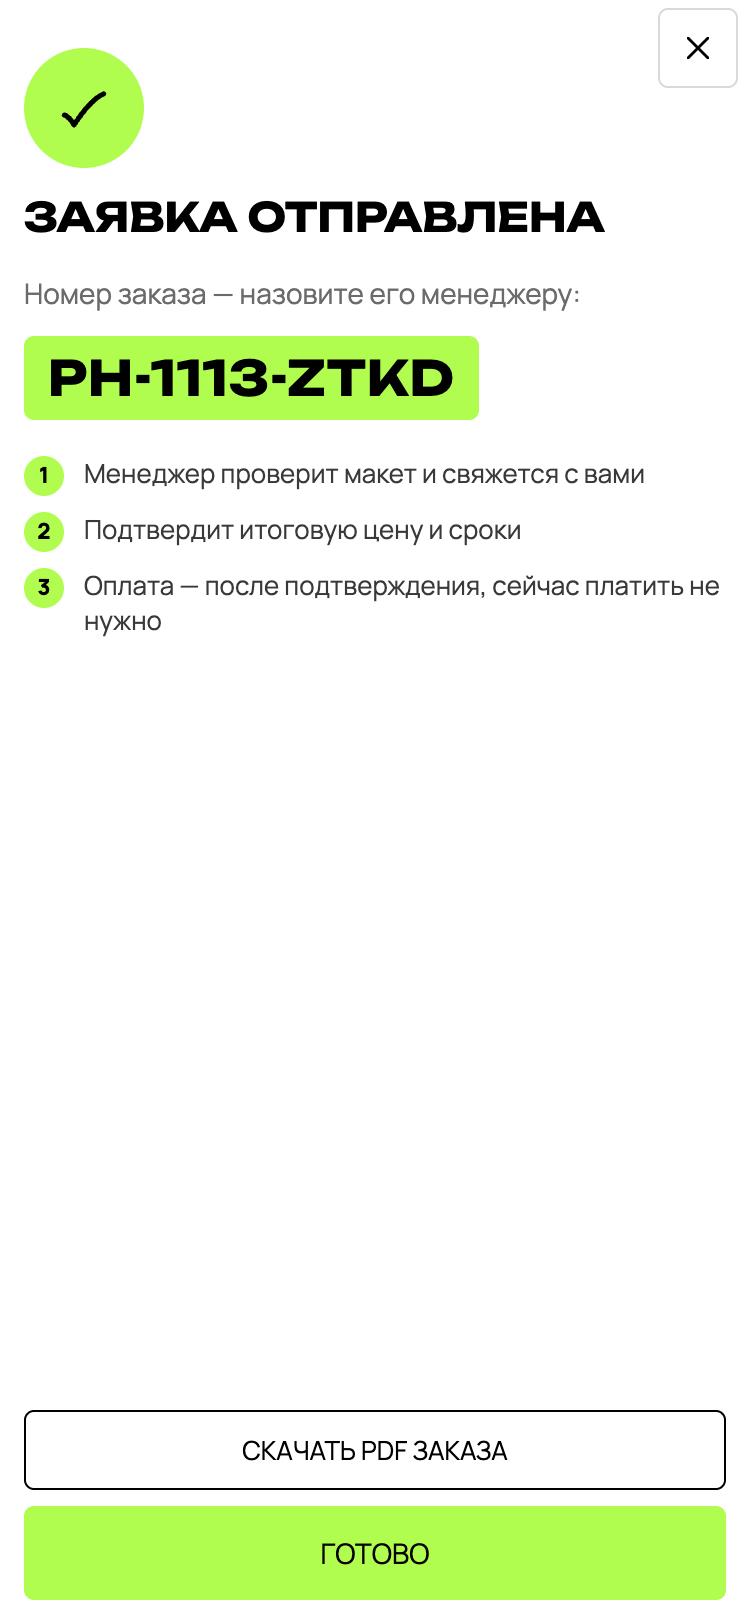 ЗАЯВКА ОТПРАВЛЕНА
Номер заказа — назовите его менеджеру:
PH-1113-ZTKD
1 Менеджер проверит макет и свяжется с вами
2 Подтвердит итоговую цену и сроки
3 Оплата — после подтверждения, сейчас платить не
нужно
СКАЧАТЬ PDF ЗАКАЗА
ГОТОВО